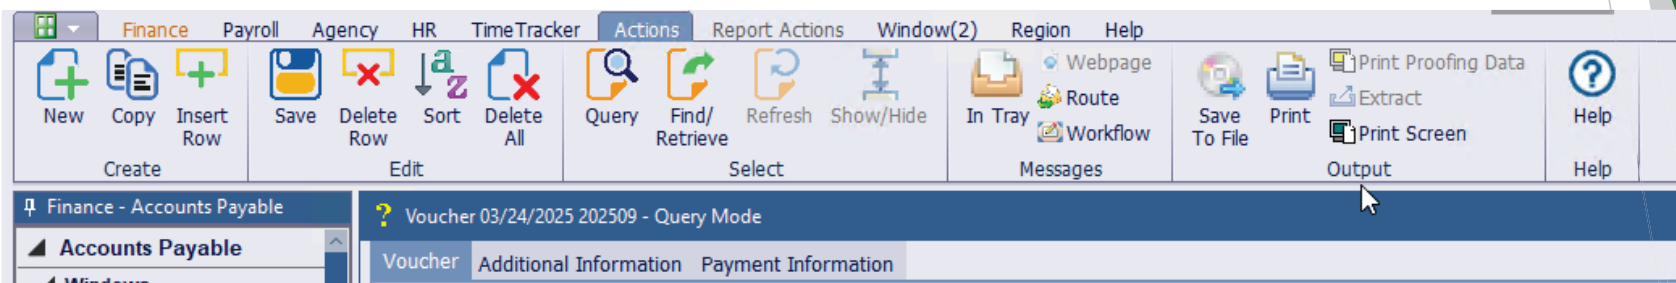 Finance Payroll Agency HR TimeTracker Actions Report Actions Window(2) Region Help
New Copy Insert Row Save Delete Row Sort Delete All Query Find/ Retrieve Refresh Show/Hide In Tray Webpage Route Workflow Save To File Print Print Proofing Data Extract Print Screen Help
Create Edit Select Messages Output Help
Finance - Accounts Payable
? Voucher 03/24/2025 202509 - Query Mode
Accounts Payable
Voucher Additional Information Payment Information
Windows